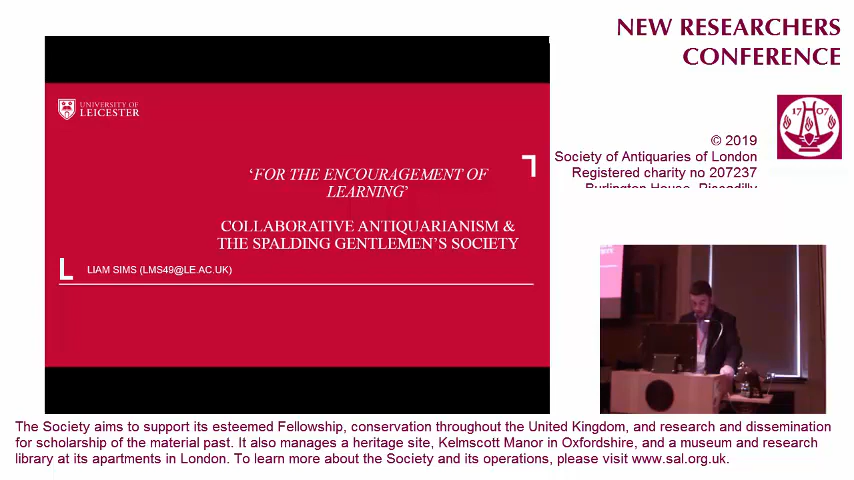 NEW RESEARCHERS
CONFERENCE
UNIVERSITY OF
LEICESTER
17 07
© 2019
Society of Antiquaries of London
Registered charity no 207237
Burlington House, Piccadilly
‘FOR THE ENCOURAGEMENT OF
LEARNING’
COLLABORATIVE ANTIQUARIANISM &
THE SPALDING GENTLEMEN’S SOCIETY
LIAM SIMS (LMS49@LE.AC.UK)
The Society aims to support its esteemed Fellowship, conservation throughout the United Kingdom, and research and dissemination
for scholarship of the material past. It also manages a heritage site, Kelmscott Manor in Oxfordshire, and a museum and research
library at its apartments in London. To learn more about the Society and its operations, please visit www.sal.org.uk.